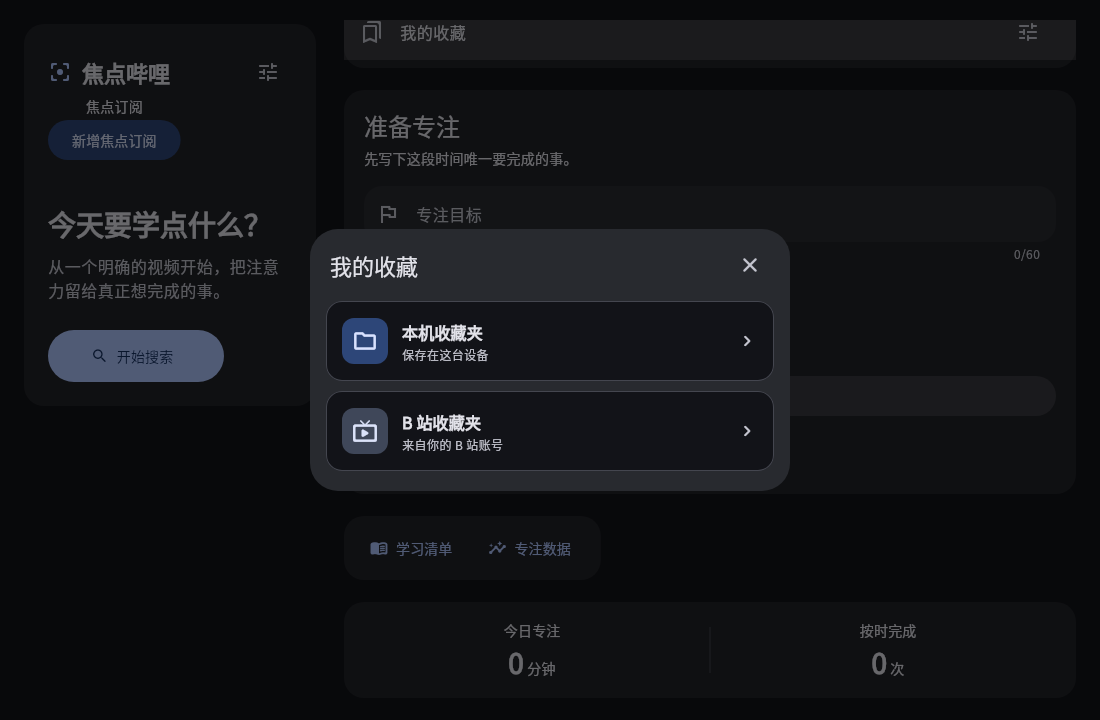 焦点哔哩
焦点订阅
新增焦点订阅
今天要学点什么？
从一个明确的视频开始，把注意
力留给真正想完成的事。
开始搜索
我的收藏
准备专注
先写下这段时间唯一要完成的事。
专注目标
0/60
我的收藏
本机收藏夹
保存在这台设备
B 站收藏夹
来自你的 B 站账号
学习清单
专注数据
今日专注
0 分钟
按时完成
0 次